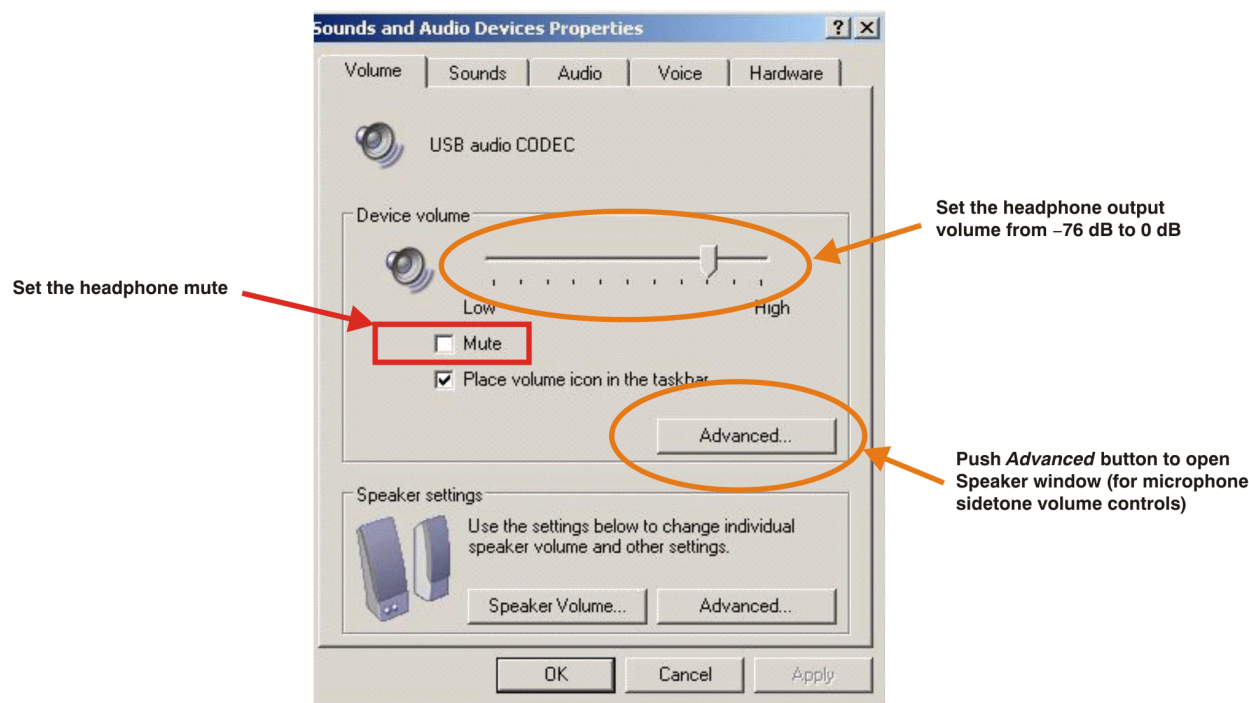 Sounds and Audio Devices Properties
Volume
Sounds
Audio
Voice
Hardware
USB audio CODEC
Device volume
Set the headphone output
volume from −76 dB to 0 dB
Set the headphone mute
Low
High
Mute
Place volume icon in the taskbar
Advanced...
Push Advanced button to open
Speaker window (for microphone
sidetone volume controls)
Speaker settings
Use the settings below to change individual
speaker volume and other settings.
Speaker Volume...
Advanced...
OK
Cancel
Apply